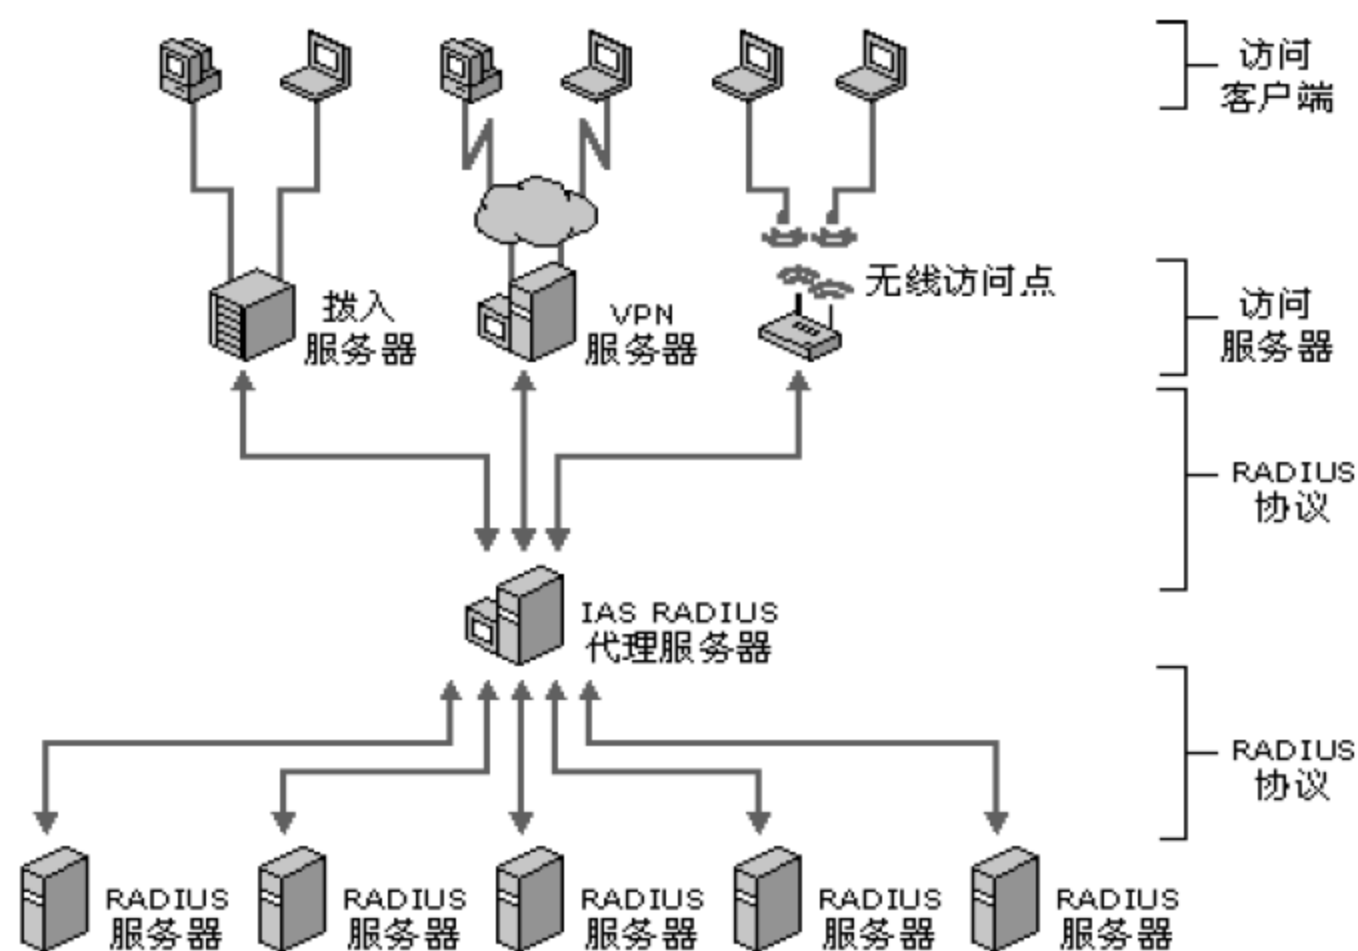 访问
客户端
拨入
服务器
VPN
服务器
无线访问点
访问
服务器
RADIUS
协议
IAS RADIUS
代理服务器
RADIUS
协议
RADIUS
服务器
RADIUS
服务器
RADIUS
服务器
RADIUS
服务器
RADIUS
服务器